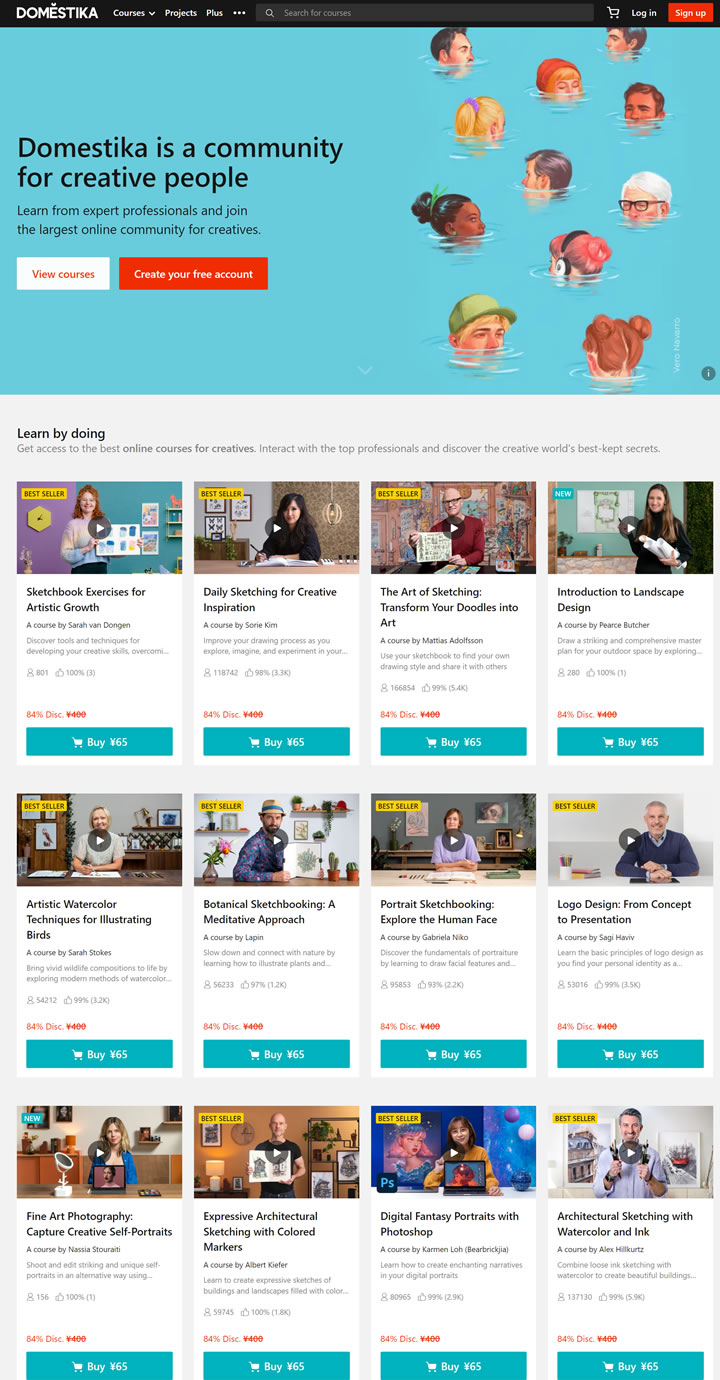 DOMESTIKA
Courses
Projects
Plus
Search for courses
Log in
Sign up
Domestika is a community
for creative people
Learn from expert professionals and join
the largest online community for creatives.
View courses
Create your free account
Vero Navarro
Learn by doing
Get access to the best online courses for creatives. Interact with the top professionals and discover the creative world's best-kept secrets.
BEST SELLER
Sketchbook Exercises for
Artistic Growth
A course by Sarah van Dongen
Discover tools and techniques for
developing your creative skills, overcomi...
801 100% (3)
84% Disc. ¥400
Buy ¥65
BEST SELLER
Daily Sketching for Creative
Inspiration
A course by Sorie Kim
Improve your drawing process as you
explore, imagine, and experiment in your...
118742 98% (3.3K)
84% Disc. ¥400
Buy ¥65
BEST SELLER
The Art of Sketching:
Transform Your Doodles into
Art
A course by Mattias Adolfsson
Use your sketchbook to find your own
drawing style and share it with others
166854 99% (5.4K)
84% Disc. ¥400
Buy ¥65
NEW
Introduction to Landscape
Design
A course by Pearce Butcher
Draw a striking and comprehensive master
plan for your outdoor space by exploring...
280 100% (1)
84% Disc. ¥400
Buy ¥65
BEST SELLER
Artistic Watercolor
Techniques for Illustrating
Birds
A course by Sarah Stokes
Bring vivid wildlife compositions to life by
exploring modern methods of watercolor...
54212 99% (3.2K)
84% Disc. ¥400
Buy ¥65
BEST SELLER
Botanical Sketchbooking: A
Meditative Approach
A course by Lapin
Slow down and connect with nature by
learning how to illustrate plants and...
56233 97% (1.2K)
84% Disc. ¥400
Buy ¥65
BEST SELLER
Portrait Sketchbooking:
Explore the Human Face
A course by Gabriela Niko
Discover the fundamentals of portraiture
by learning to draw facial features and...
95853 93% (2.2K)
84% Disc. ¥400
Buy ¥65
BEST SELLER
Logo Design: From Concept
to Presentation
A course by Sagi Haviv
Learn the basic principles of logo design as
you find your personal identity as a...
53016 99% (3.5K)
84% Disc. ¥400
Buy ¥65
NEW
Fine Art Photography:
Capture Creative Self-Portraits
A course by Nassia Stouraiti
Shoot and edit striking and unique self-
portraits in an alternative way using...
156 100% (1)
84% Disc. ¥400
Buy ¥65
BEST SELLER
Expressive Architectural
Sketching with Colored
Markers
A course by Albert Kiefer
Learn to create expressive sketches of
buildings and landscapes filled with color...
59745 100% (1.8K)
84% Disc. ¥400
Buy ¥65
BEST SELLER
Ps
Digital Fantasy Portraits with
Photoshop
A course by Karmen Loh (Bearbrickjia)
Learn how to create enchanting narratives
in your digital portraits
80965 99% (2.9K)
84% Disc. ¥400
Buy ¥65
BEST SELLER
Architectural Sketching with
Watercolor and Ink
A course by Alex Hillkurtz
Combine loose ink sketching with
watercolor to create beautiful buildings...
137130 99% (5.9K)
84% Disc. ¥400
Buy ¥65